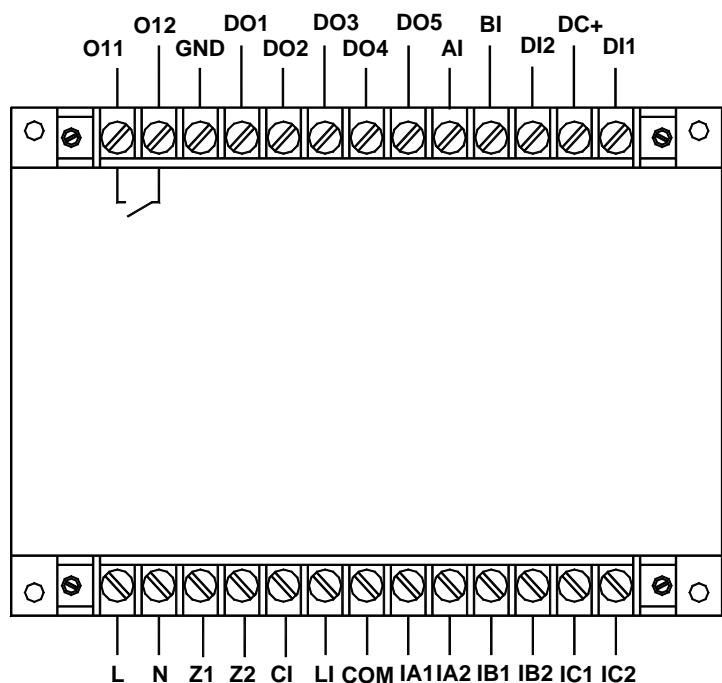 O12 DO1 DO3 DO5 BI DC+
O11 GND DO2 DO4 AI DI2 DI1
L N Z1 Z2 CI LI COM IA1 IA2 IB1 IB2 IC1 IC2